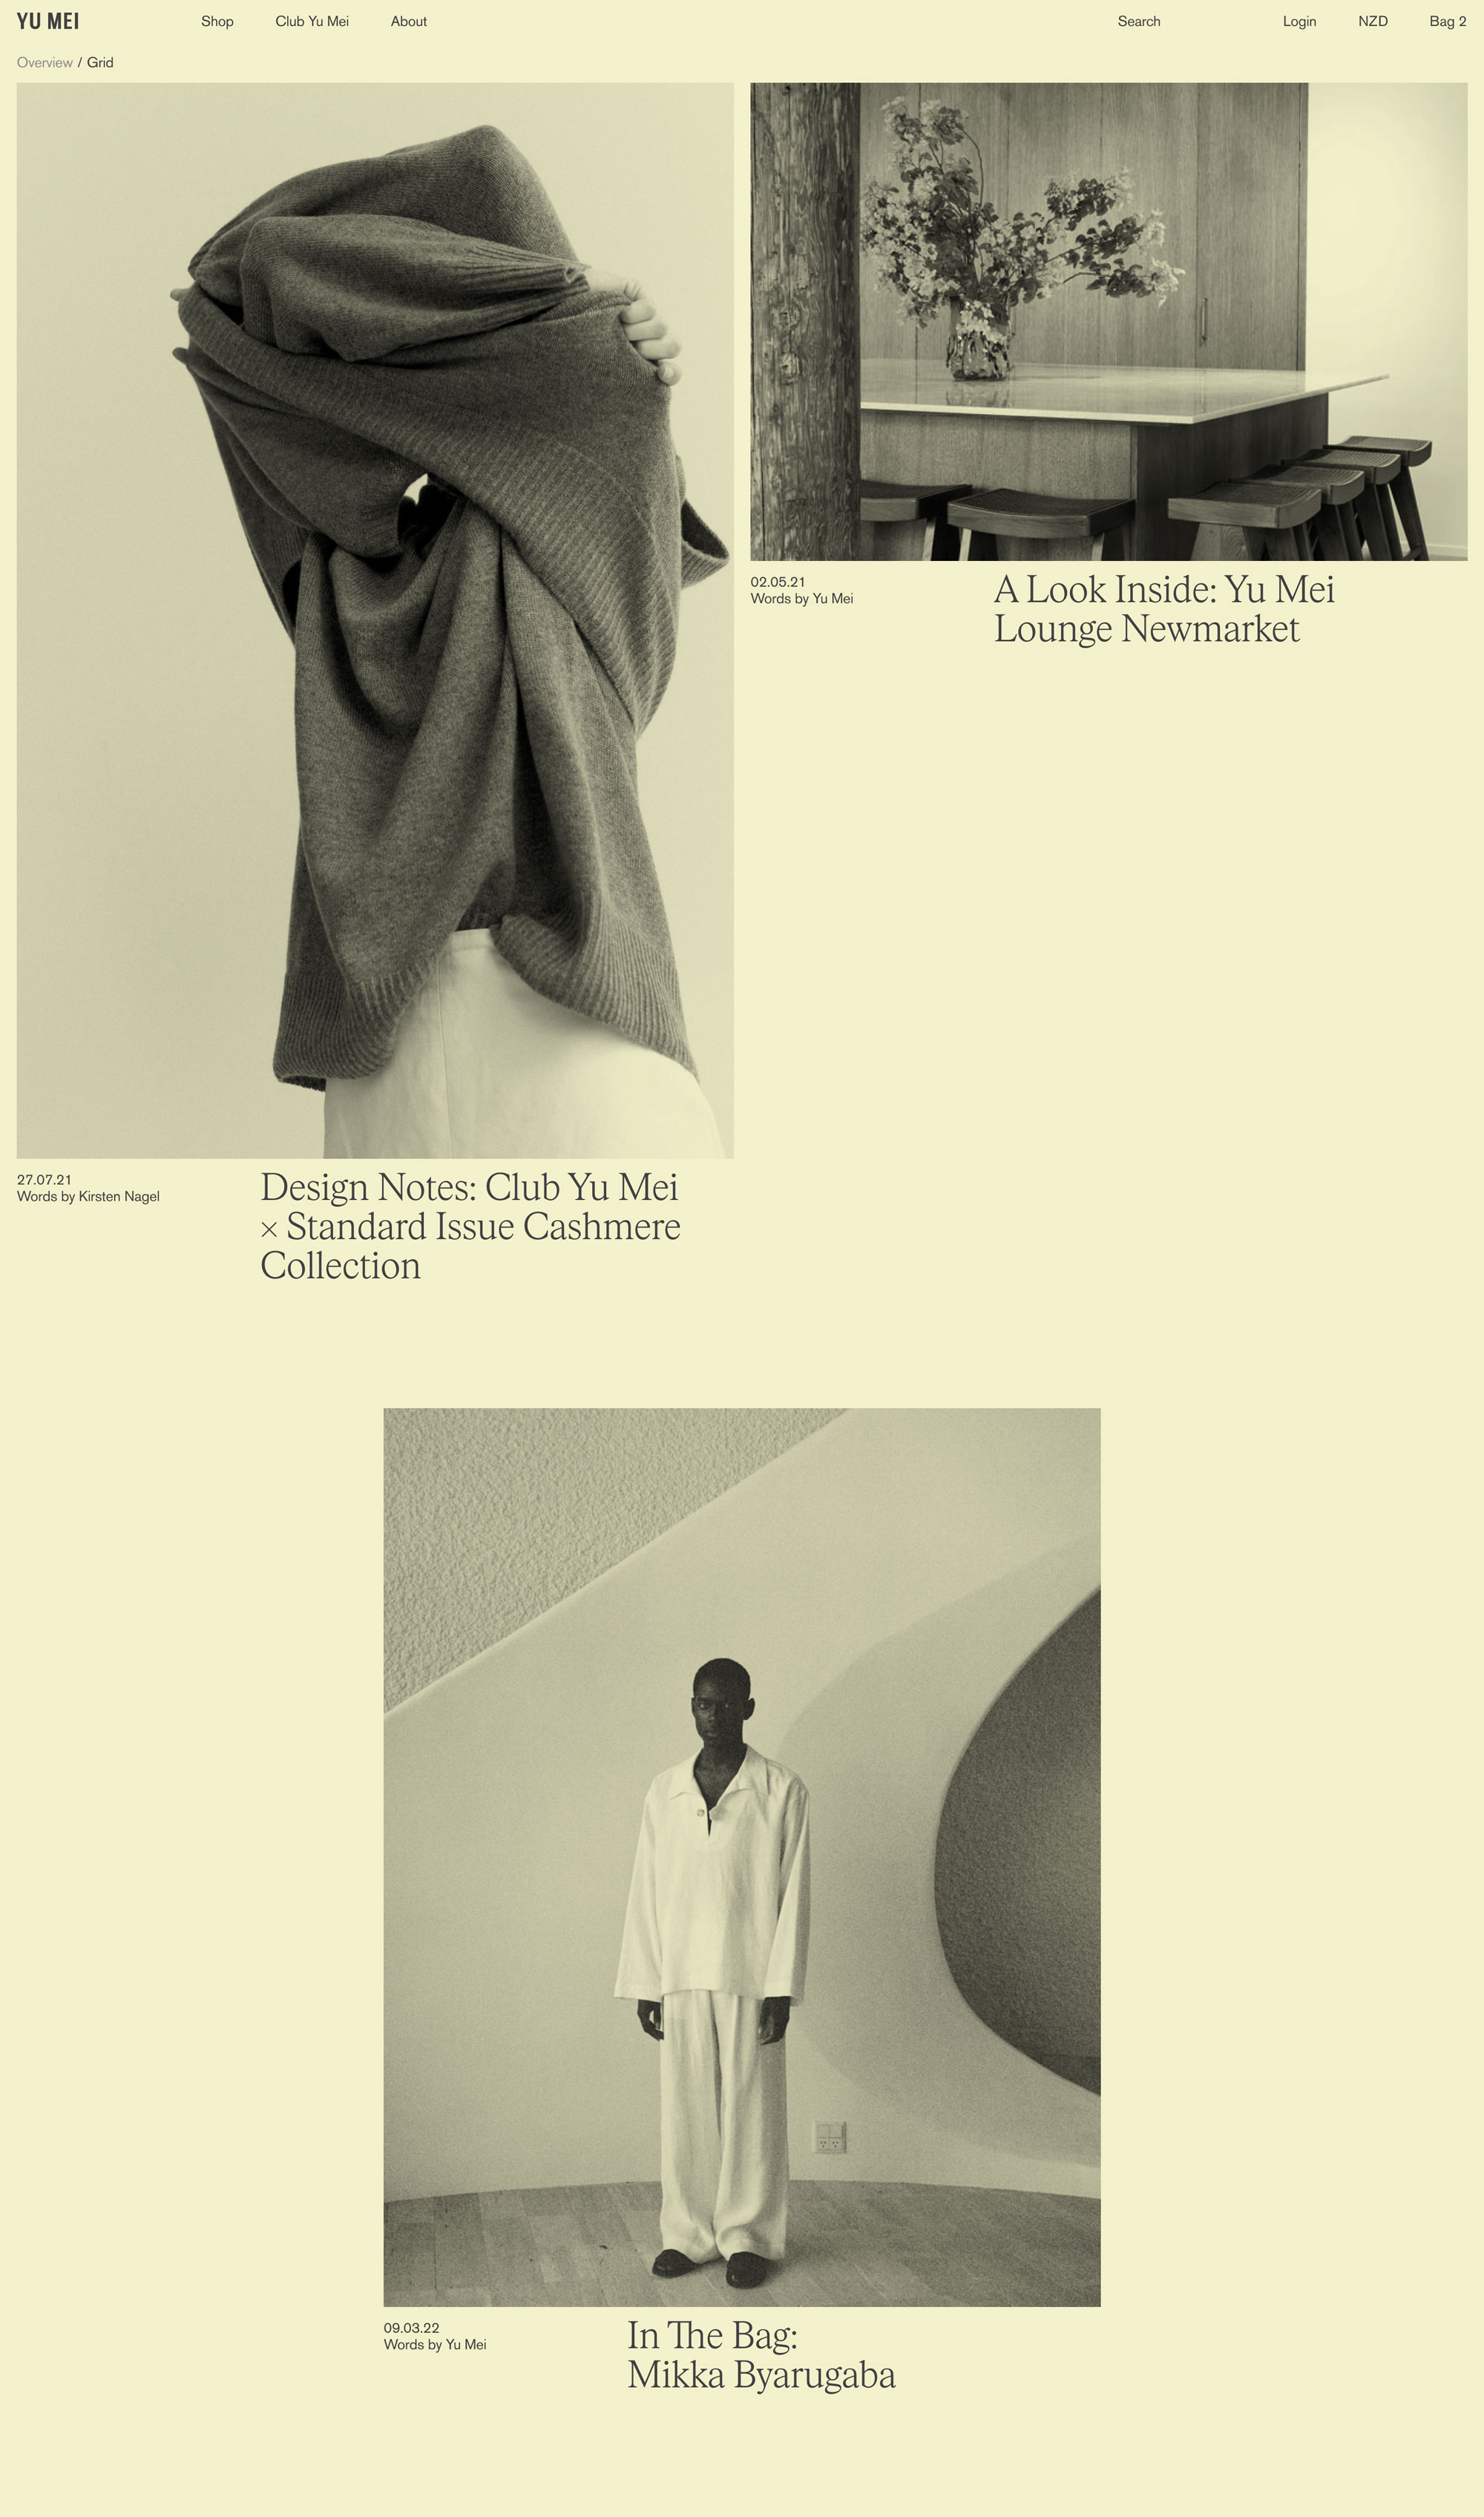 YU MEI
Shop
Club Yu Mei
About
Search
Login
NZD
Bag 2
Overview / Grid
27.07.21
Words by Kirsten Nagel
Design Notes: Club Yu Mei
× Standard Issue Cashmere
Collection
02.05.21
Words by Yu Mei
A Look Inside: Yu Mei
Lounge Newmarket
09.03.22
Words by Yu Mei
In The Bag:
Mikka Byarugaba